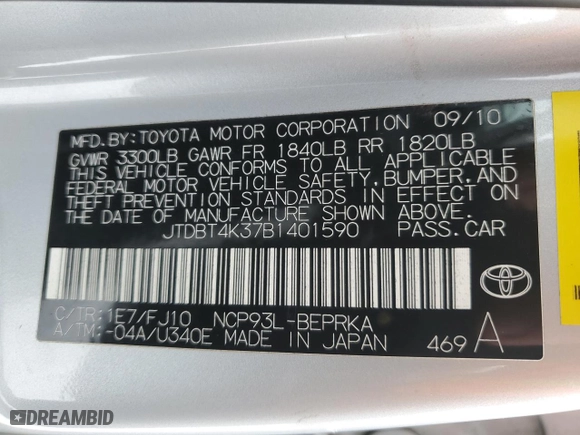 MFD.BY:TOYOTA MOTOR CORPORATION 09/10
GVWR 3300LB GAWR FR 1840LB RR 1820LB
THIS VEHICLE CONFORMS TO ALL APPLICABLE
FEDERAL MOTOR VEHICLE SAFETY,BUMPER,AND
THEFT PREVENTION STANDARDS IN EFFECT ON
THE DATE OF MANUFACTURE SHOWN ABOVE.
JTDBT4K37B1401590 PASS.CAR
TOYOTA
C/TR:1E7/FJ10 NCP93L-BEPRKA
A/TM:-04A/U340E MADE IN JAPAN 469 A
DREAMBID